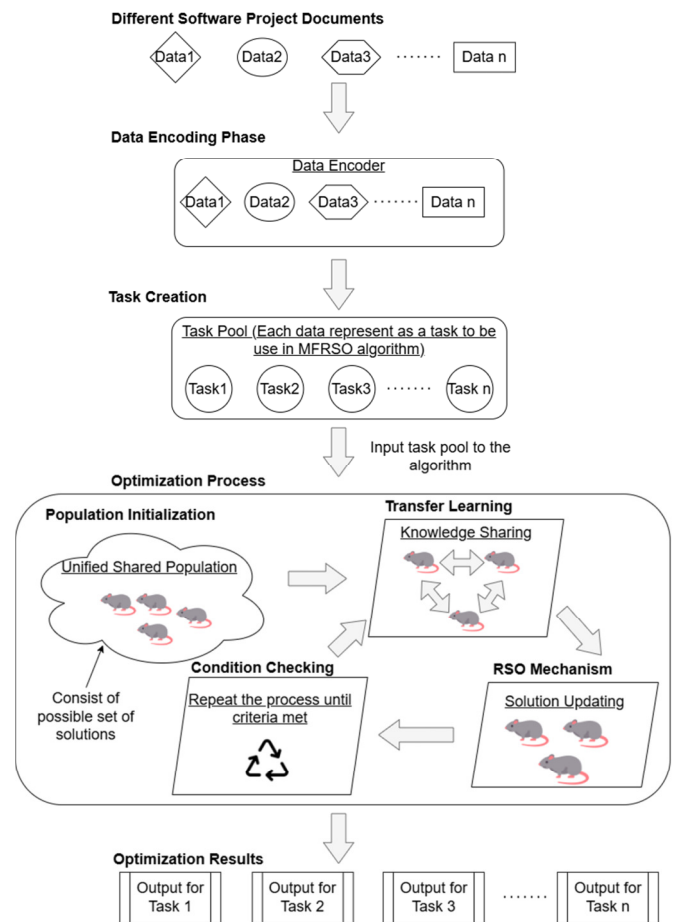 Different Software Project Documents
Data1 Data2 Data3 ........ Data n
Data Encoding Phase
Data Encoder
Data1 Data2 Data3 ........ Data n
Task Creation
Task Pool (Each data represent as a task to be
use in MFRSO algorithm)
Task1 Task2 Task3 ........ Task n
Input task pool to the
algorithm
Optimization Process
Population Initialization
Unified Shared Population
Consist of
possible set of
solutions
Transfer Learning
Knowledge Sharing
RSO Mechanism
Solution Updating
Condition Checking
Repeat the process until
criteria met
Optimization Results
Output for
Task 1
Output for
Task 2
Output for
Task 3
........
Output for
Task n